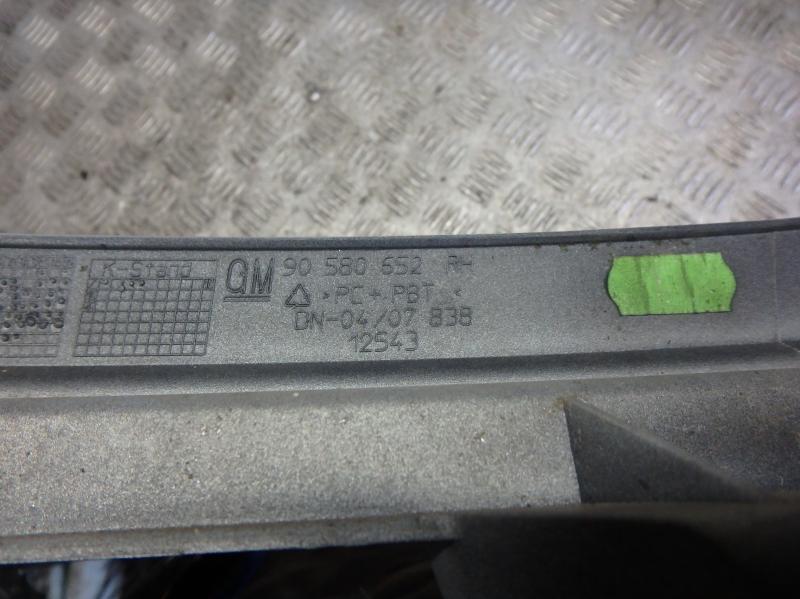 K-Stand
GM 90 580 652 RH
>PC + PBT<
DN-04/07 838
12543